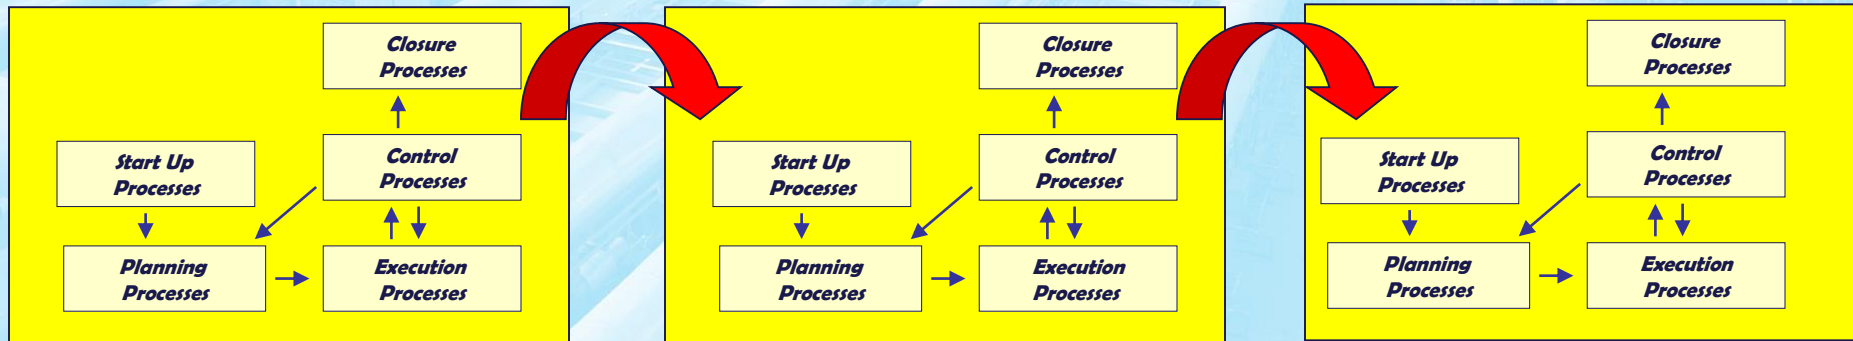 Closure
Processes
Start Up
Processes
Control
Processes
Planning
Processes
Execution
Processes
Closure
Processes
Start Up
Processes
Control
Processes
Planning
Processes
Execution
Processes
Closure
Processes
Start Up
Processes
Control
Processes
Planning
Processes
Execution
Processes